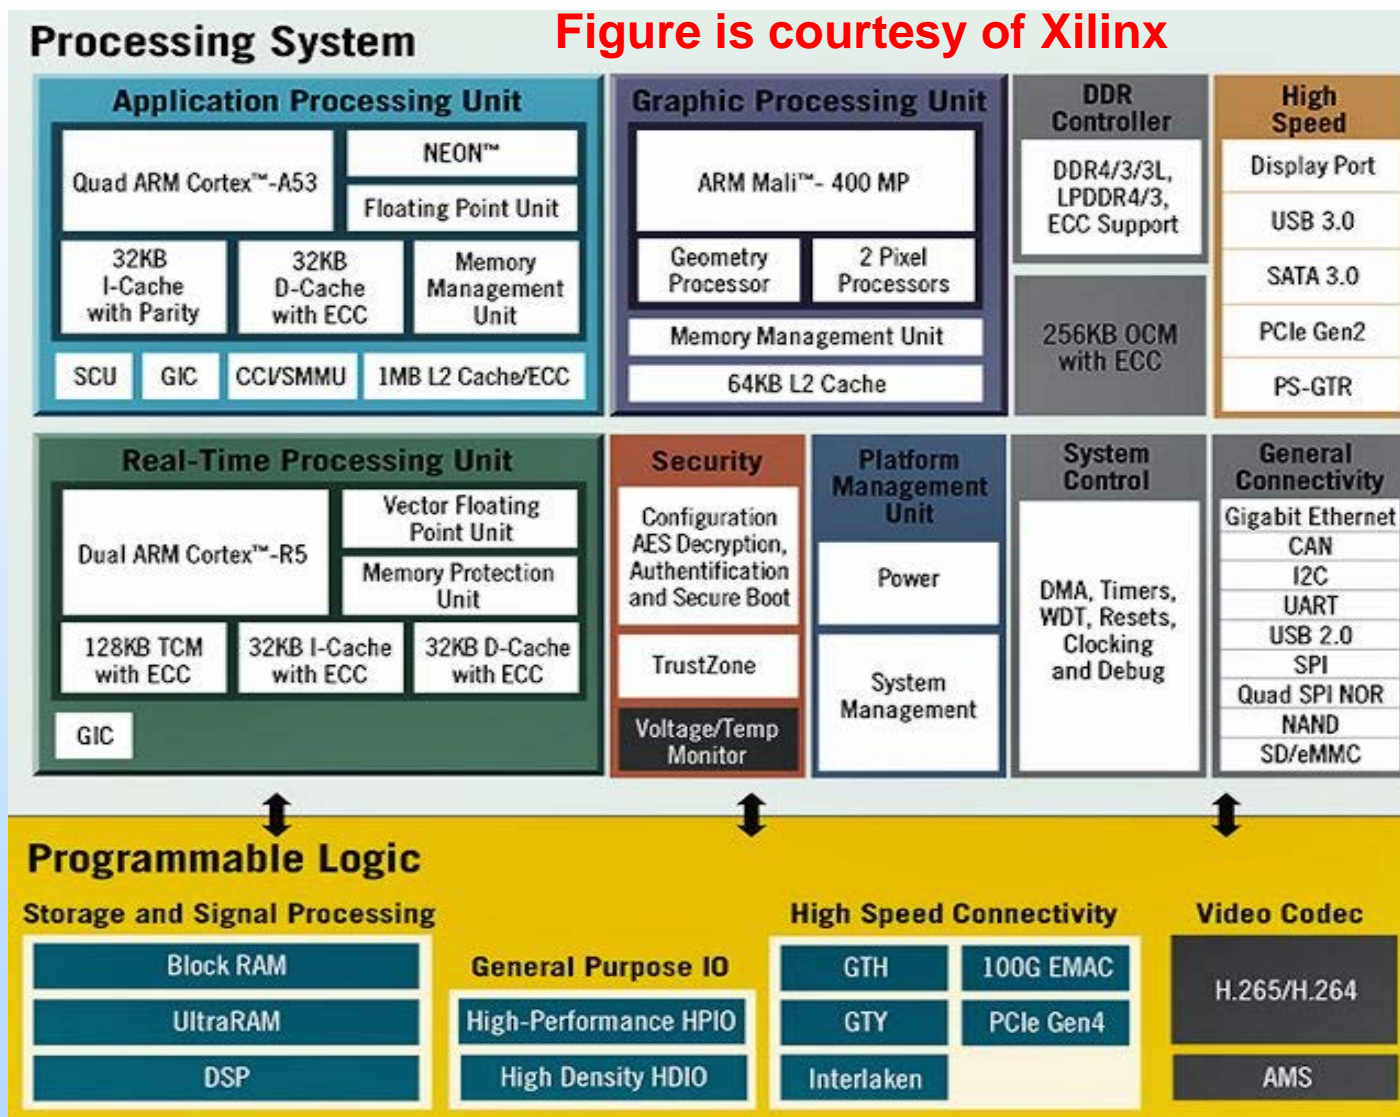 Processing System
Figure is courtesy of Xilinx
Application Processing Unit
Quad ARM Cortex™-A53
NEON™
Floating Point Unit
32KB
I-Cache
with Parity
32KB
D-Cache
with ECC
Memory
Management
Unit
SCU
GIC
CCI/SMMU
1MB L2 Cache/ECC
Graphic Processing Unit
ARM Mali™- 400 MP
Geometry
Processor
2 Pixel
Processors
Memory Management Unit
64KB L2 Cache
DDR
Controller
DDR4/3/3L,
LPDDR4/3,
ECC Support
256KB OCM
with ECC
High
Speed
Display Port
USB 3.0
SATA 3.0
PCIe Gen2
PS-GTR
Real-Time Processing Unit
Dual ARM Cortex™-R5
Vector Floating
Point Unit
Memory Protection
Unit
128KB TCM
with ECC
32KB I-Cache
with ECC
32KB D-Cache
with ECC
GIC
Security
Configuration
AES Decryption,
Authentification
and Secure Boot
TrustZone
Voltage/Temp
Monitor
Platform
Management
Unit
Power
System
Management
System
Control
DMA, Timers,
WDT, Resets,
Clocking
and Debug
General
Connectivity
Gigabit Ethernet
CAN
I2C
UART
USB 2.0
SPI
Quad SPI NOR
NAND
SD/eMMC
Programmable Logic
Storage and Signal Processing
Block RAM
UltraRAM
DSP
General Purpose IO
High-Performance HPIO
High Density HDIO
High Speed Connectivity
GTH
100G EMAC
GTY
PCIe Gen4
Interlaken
Video Codec
H.265/H.264
AMS